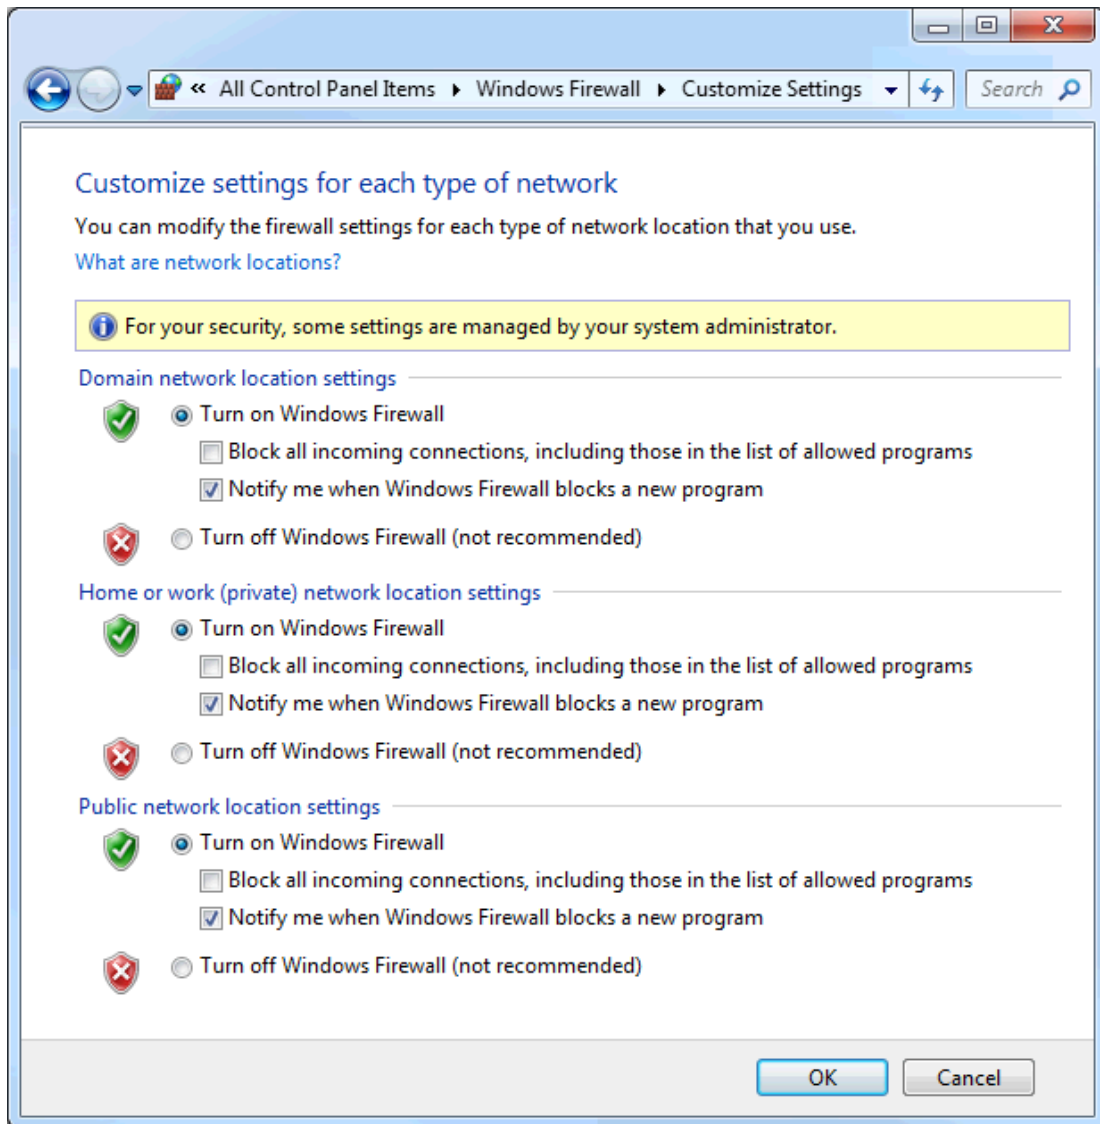 « All Control Panel Items ▸ Windows Firewall ▸ Customize Settings Search
Customize settings for each type of network
You can modify the firewall settings for each type of network location that you use.
What are network locations?
For your security, some settings are managed by your system administrator.
Domain network location settings
Turn on Windows Firewall
Block all incoming connections, including those in the list of allowed programs
Notify me when Windows Firewall blocks a new program
Turn off Windows Firewall (not recommended)
Home or work (private) network location settings
Turn on Windows Firewall
Block all incoming connections, including those in the list of allowed programs
Notify me when Windows Firewall blocks a new program
Turn off Windows Firewall (not recommended)
Public network location settings
Turn on Windows Firewall
Block all incoming connections, including those in the list of allowed programs
Notify me when Windows Firewall blocks a new program
Turn off Windows Firewall (not recommended)
OK Cancel